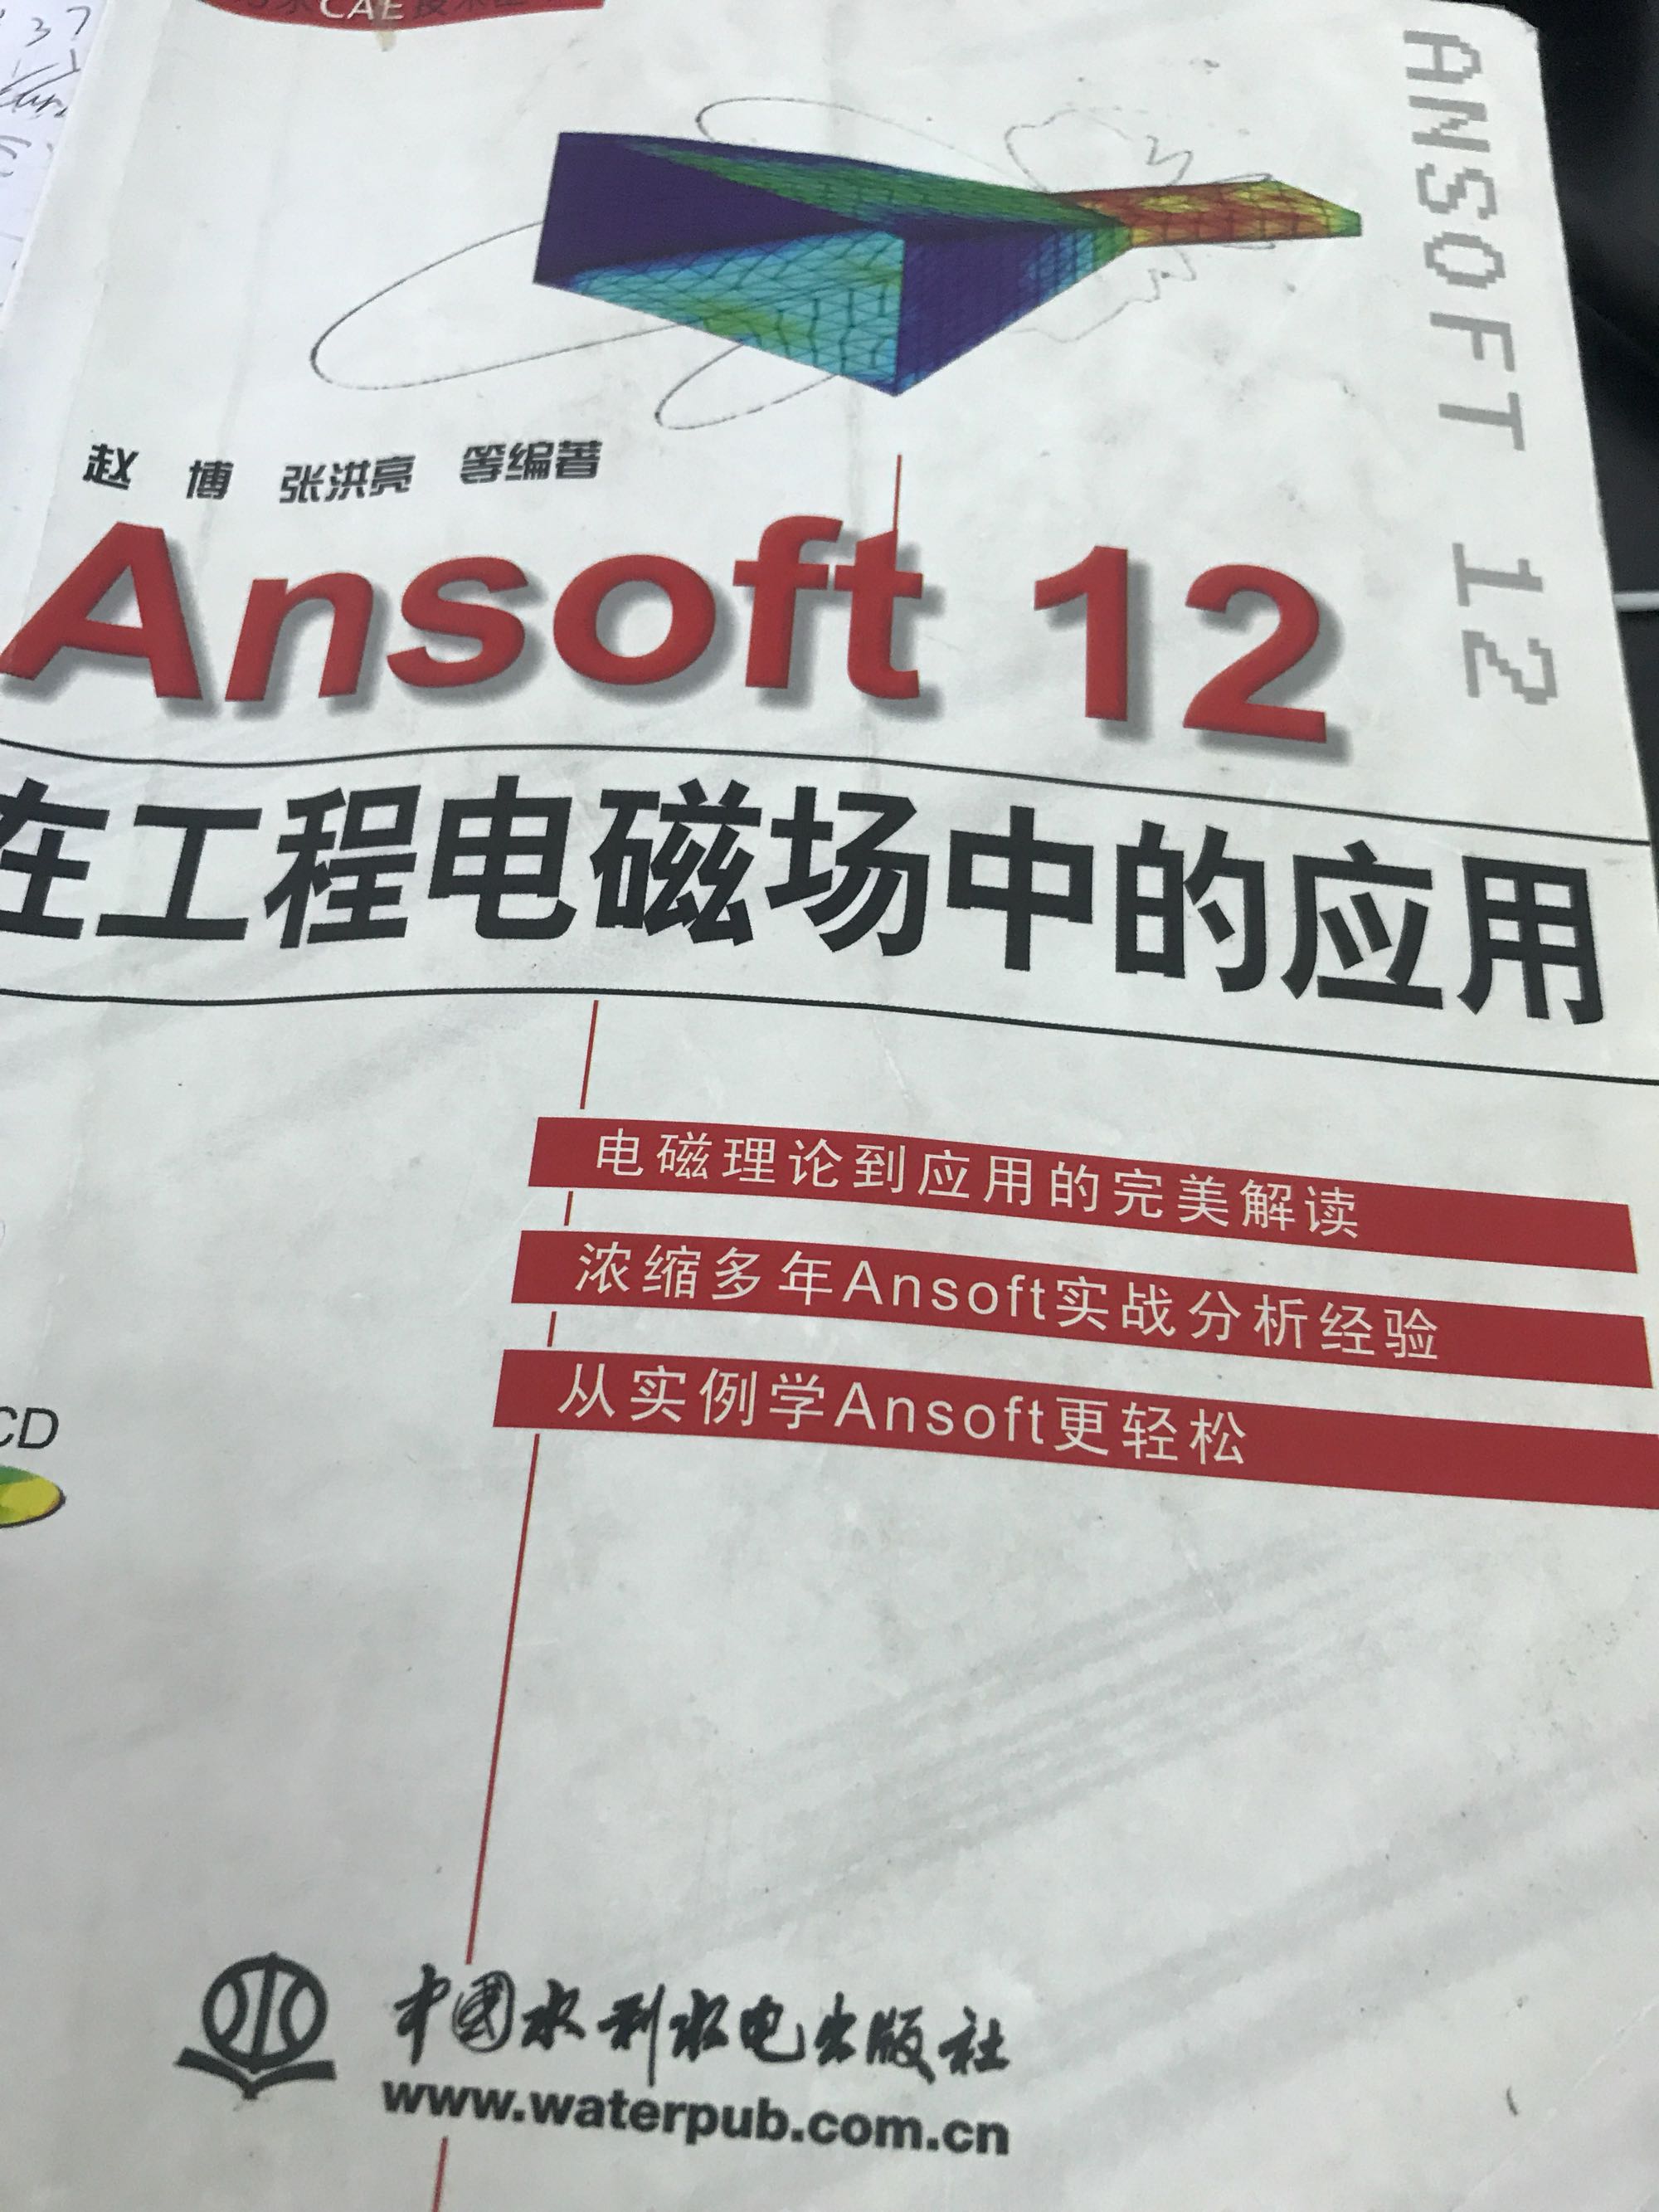 CAE
ANSOFT 12
赵 博 张洪亮 等编著
Ansoft 12
在工程电磁场中的应用
电磁理论到应用的完美解读
浓缩多年Ansoft实战分析经验
从实例学Ansoft更轻松
CD
中国水利水电出版社
www.waterpub.com.cn
37